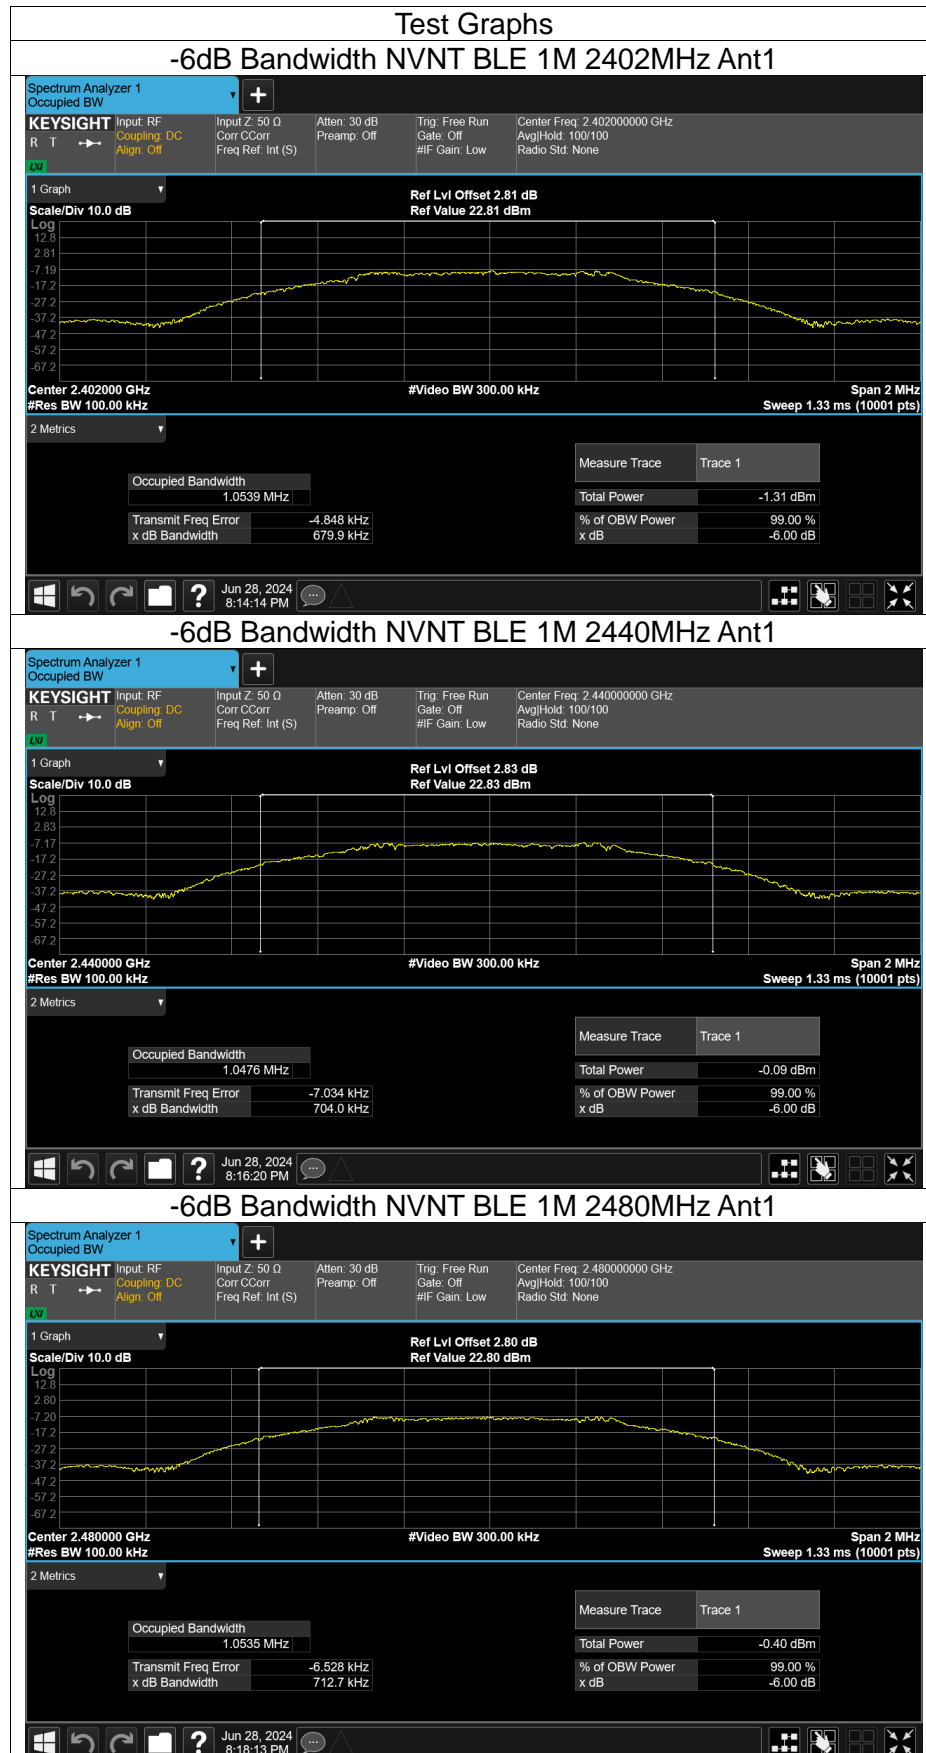 Test Graphs
-6dB Bandwidth NVNT BLE 1M 2402MHz Ant1
Spectrum Analyzer 1
Occupied BW
KEYSIGHT Input: RF Input Z: 50 Ω Atten: 30 dB Trig: Free Run Center Freq: 2.402000000 GHz
R T Coupling: DC Corr CCorr Preamp: Off Gate: Off Avg|Hold: 100/100
Align: Off Freq Ref: Int (S) #IF Gain: Low Radio Std: None
LXI
1 Graph
Ref Lvl Offset 2.81 dB
Scale/Div 10.0 dB Ref Value 22.81 dBm
Log
12.8
2.81
-7.19
-17.2
-27.2
-37.2
-47.2
-57.2
-67.2
Center 2.402000 GHz #Video BW 300.00 kHz Span 2 MHz
#Res BW 100.00 kHz Sweep 1.33 ms (10001 pts)
2 Metrics
Measure Trace Trace 1
Occupied Bandwidth
1.0539 MHz Total Power -1.31 dBm
Transmit Freq Error -4.848 kHz % of OBW Power 99.00 %
x dB Bandwidth 679.9 kHz x dB -6.00 dB
? Jun 28, 2024
8:14:14 PM
-6dB Bandwidth NVNT BLE 1M 2440MHz Ant1
Spectrum Analyzer 1
Occupied BW
KEYSIGHT Input: RF Input Z: 50 Ω Atten: 30 dB Trig: Free Run Center Freq: 2.440000000 GHz
R T Coupling: DC Corr CCorr Preamp: Off Gate: Off Avg|Hold: 100/100
Align: Off Freq Ref: Int (S) #IF Gain: Low Radio Std: None
LXI
1 Graph
Ref Lvl Offset 2.83 dB
Scale/Div 10.0 dB Ref Value 22.83 dBm
Log
12.8
2.83
-7.17
-17.2
-27.2
-37.2
-47.2
-57.2
-67.2
Center 2.440000 GHz #Video BW 300.00 kHz Span 2 MHz
#Res BW 100.00 kHz Sweep 1.33 ms (10001 pts)
2 Metrics
Measure Trace Trace 1
Occupied Bandwidth
1.0476 MHz Total Power -0.09 dBm
Transmit Freq Error -7.034 kHz % of OBW Power 99.00 %
x dB Bandwidth 704.0 kHz x dB -6.00 dB
? Jun 28, 2024
8:16:20 PM
-6dB Bandwidth NVNT BLE 1M 2480MHz Ant1
Spectrum Analyzer 1
Occupied BW
KEYSIGHT Input: RF Input Z: 50 Ω Atten: 30 dB Trig: Free Run Center Freq: 2.480000000 GHz
R T Coupling: DC Corr CCorr Preamp: Off Gate: Off Avg|Hold: 100/100
Align: Off Freq Ref: Int (S) #IF Gain: Low Radio Std: None
LXI
1 Graph
Ref Lvl Offset 2.80 dB
Scale/Div 10.0 dB Ref Value 22.80 dBm
Log
12.8
2.80
-7.20
-17.2
-27.2
-37.2
-47.2
-57.2
-67.2
Center 2.480000 GHz #Video BW 300.00 kHz Span 2 MHz
#Res BW 100.00 kHz Sweep 1.33 ms (10001 pts)
2 Metrics
Measure Trace Trace 1
Occupied Bandwidth
1.0535 MHz Total Power -0.40 dBm
Transmit Freq Error -6.528 kHz % of OBW Power 99.00 %
x dB Bandwidth 712.7 kHz x dB -6.00 dB
? Jun 28, 2024
8:18:13 PM